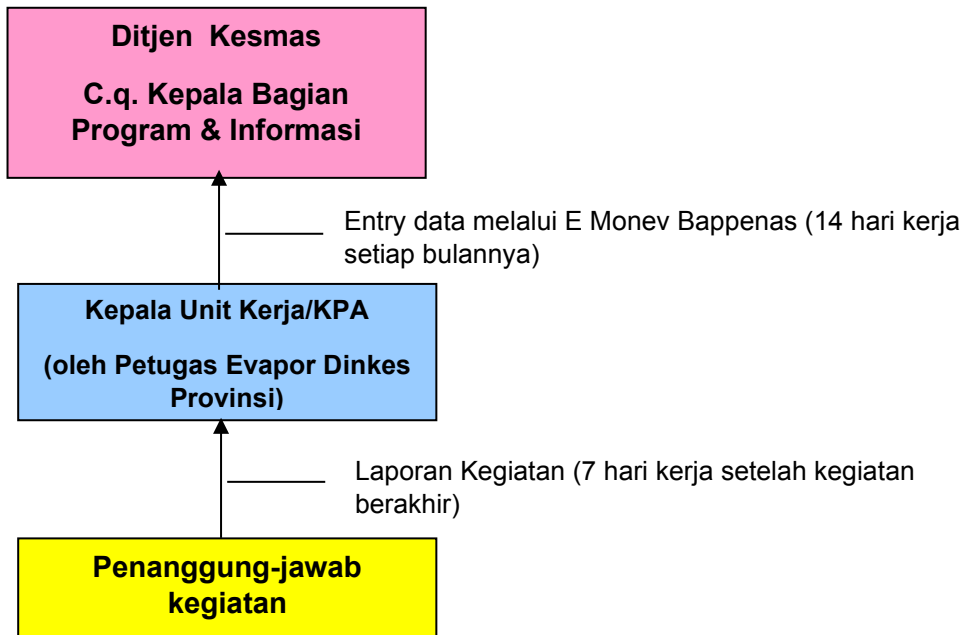 Ditjen Kesmas
C.q. Kepala Bagian
Program & Informasi
Entry data melalui E Monev Bappenas (14 hari kerja
setiap bulannya)
Kepala Unit Kerja/KPA
(oleh Petugas Evapor Dinkes
Provinsi)
Laporan Kegiatan (7 hari kerja setelah kegiatan
berakhir)
Penanggung-jawab
kegiatan